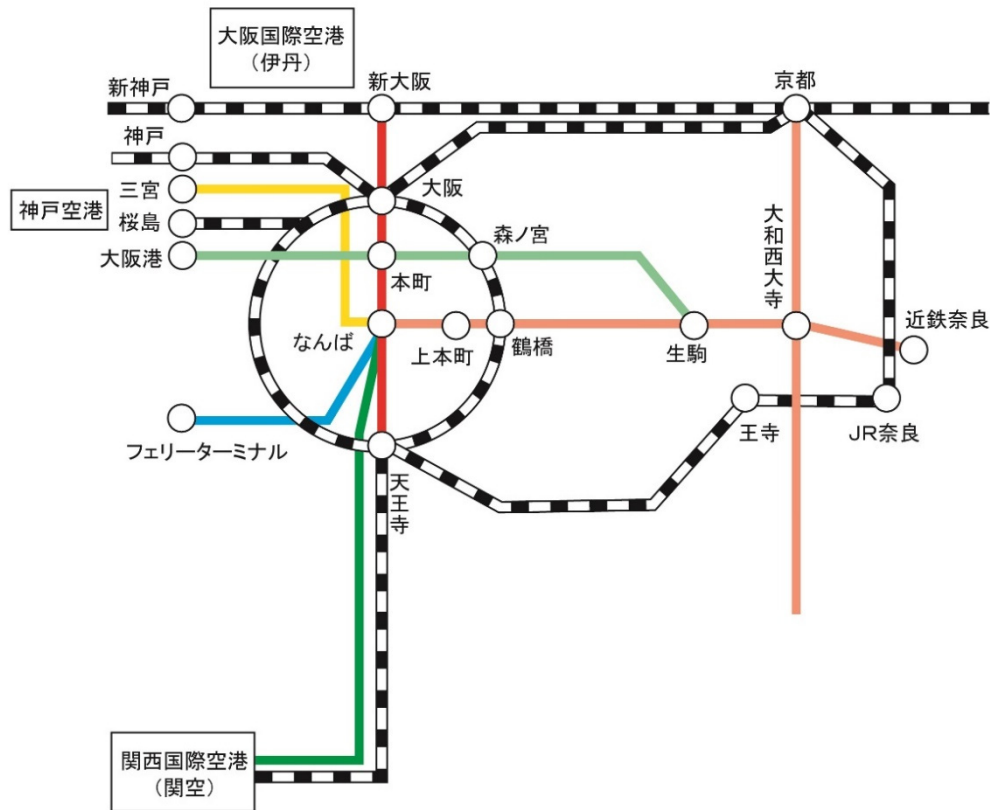 大阪国際空港
（伊丹）
新神戸
新大阪
京都
神戸
三宮
大阪
神戸空港
桜島
森ノ宮
大和西大寺
大阪港
本町
なんば
上本町
鶴橋
生駒
近鉄奈良
フェリーターミナル
王寺
JR奈良
天王寺
関西国際空港
（関空）